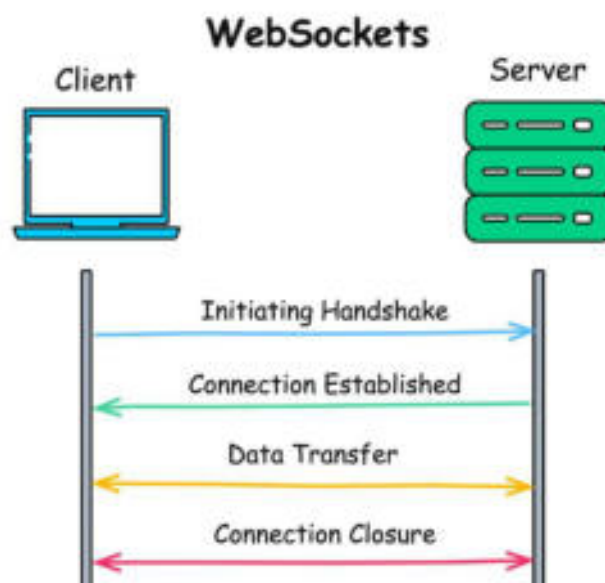 WebSockets
Client
Server
Initiating Handshake
Connection Established
Data Transfer
Connection Closure